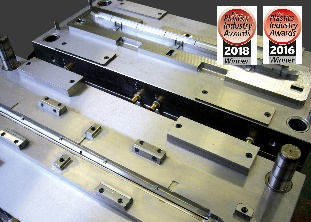 Plastics
Industry
Awards
2018
Winner
Plastics
Industry
Awards
2016
Winner